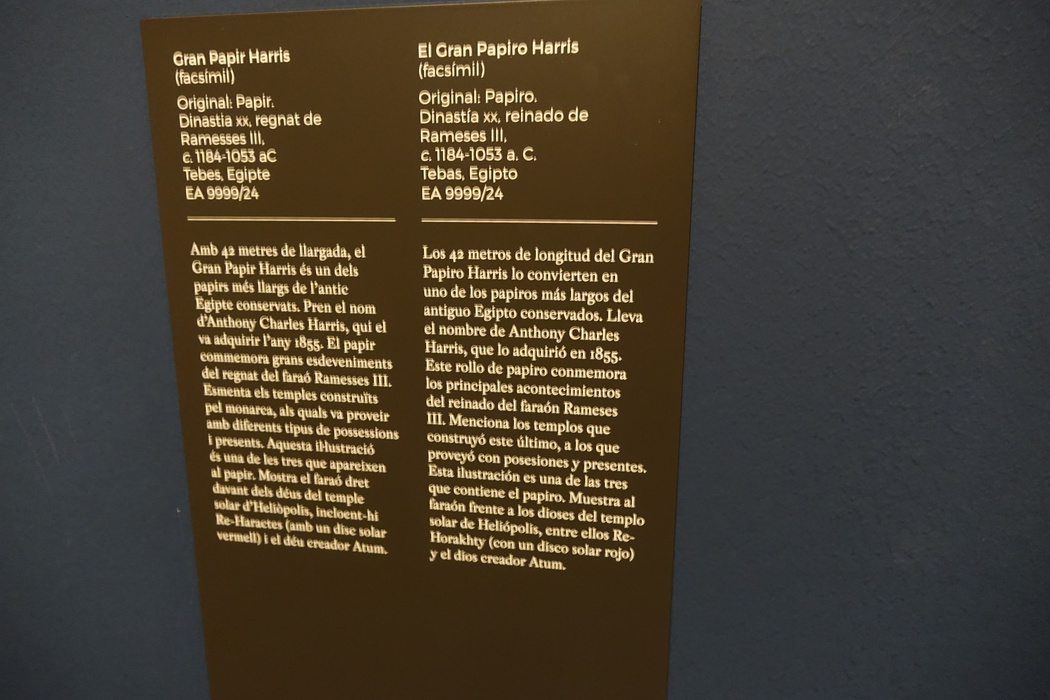 Gran Papir Harris
(facsímil)
Original: Papir.
Dinastia xx, regnat de
Ramesses III,
c. 1184-1053 aC
Tebes, Egipte
EA 9999/24
Amb 42 metres de llargada, el
Gran Papir Harris és un dels
papirs més llargs de l'antic
Egipte conservats. Pren el nom
d'Anthony Charles Harris, qui el
va adquirir l'any 1855. El papir
commemora grans esdeveniments
del regnat del faraó Ramesses III.
Esmenta els temples construïts
pel monarca, als quals va proveir
amb diferents tipus de possessions
i presents. Aquesta il·lustració
és una de les tres que apareixen
al papir. Mostra el faraó dret
davant dels déus del temple
solar d'Heliòpolis, incloent-hi
Re-Haractes (amb un disc solar
vermell) i el déu creador Atum.
El Gran Papiro Harris
(facsímil)
Original: Papiro.
Dinastía xx, reinado de
Rameses III,
c. 1184-1053 a. C.
Tebas, Egipto
EA 9999/24
Los 42 metros de longitud del Gran
Papiro Harris lo convierten en
uno de los papiros más largos del
antiguo Egipto conservados. Lleva
el nombre de Anthony Charles
Harris, que lo adquirió en 1855.
Este rollo de papiro conmemora
los principales acontecimientos
del reinado del faraón Rameses
III. Menciona los templos que
construyó este último, a los que
proveyó con posesiones y presentes.
Esta ilustración es una de las tres
que contiene el papiro. Muestra al
faraón frente a los dioses del templo
solar de Heliópolis, entre ellos Re-
Horakhty (con un disco solar rojo)
y el dios creador Atum.